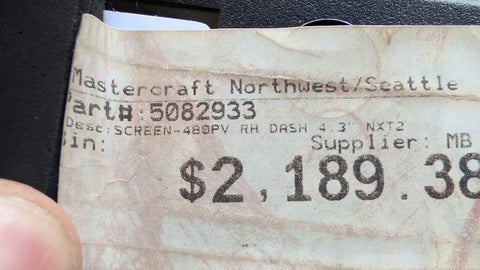 Mastercraft Northwest/Seattle
art#:5082933
Desc:SCREEN-480PV RH DASH 4.3" NXT2
in: Supplier: MB
$2,189.38